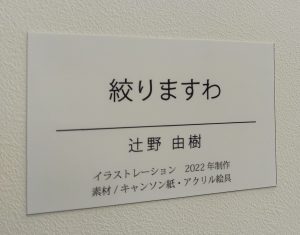 絞りますわ
辻野 由樹
イラストレーション 2022年制作
素材/キャンソン紙・アクリル絵具